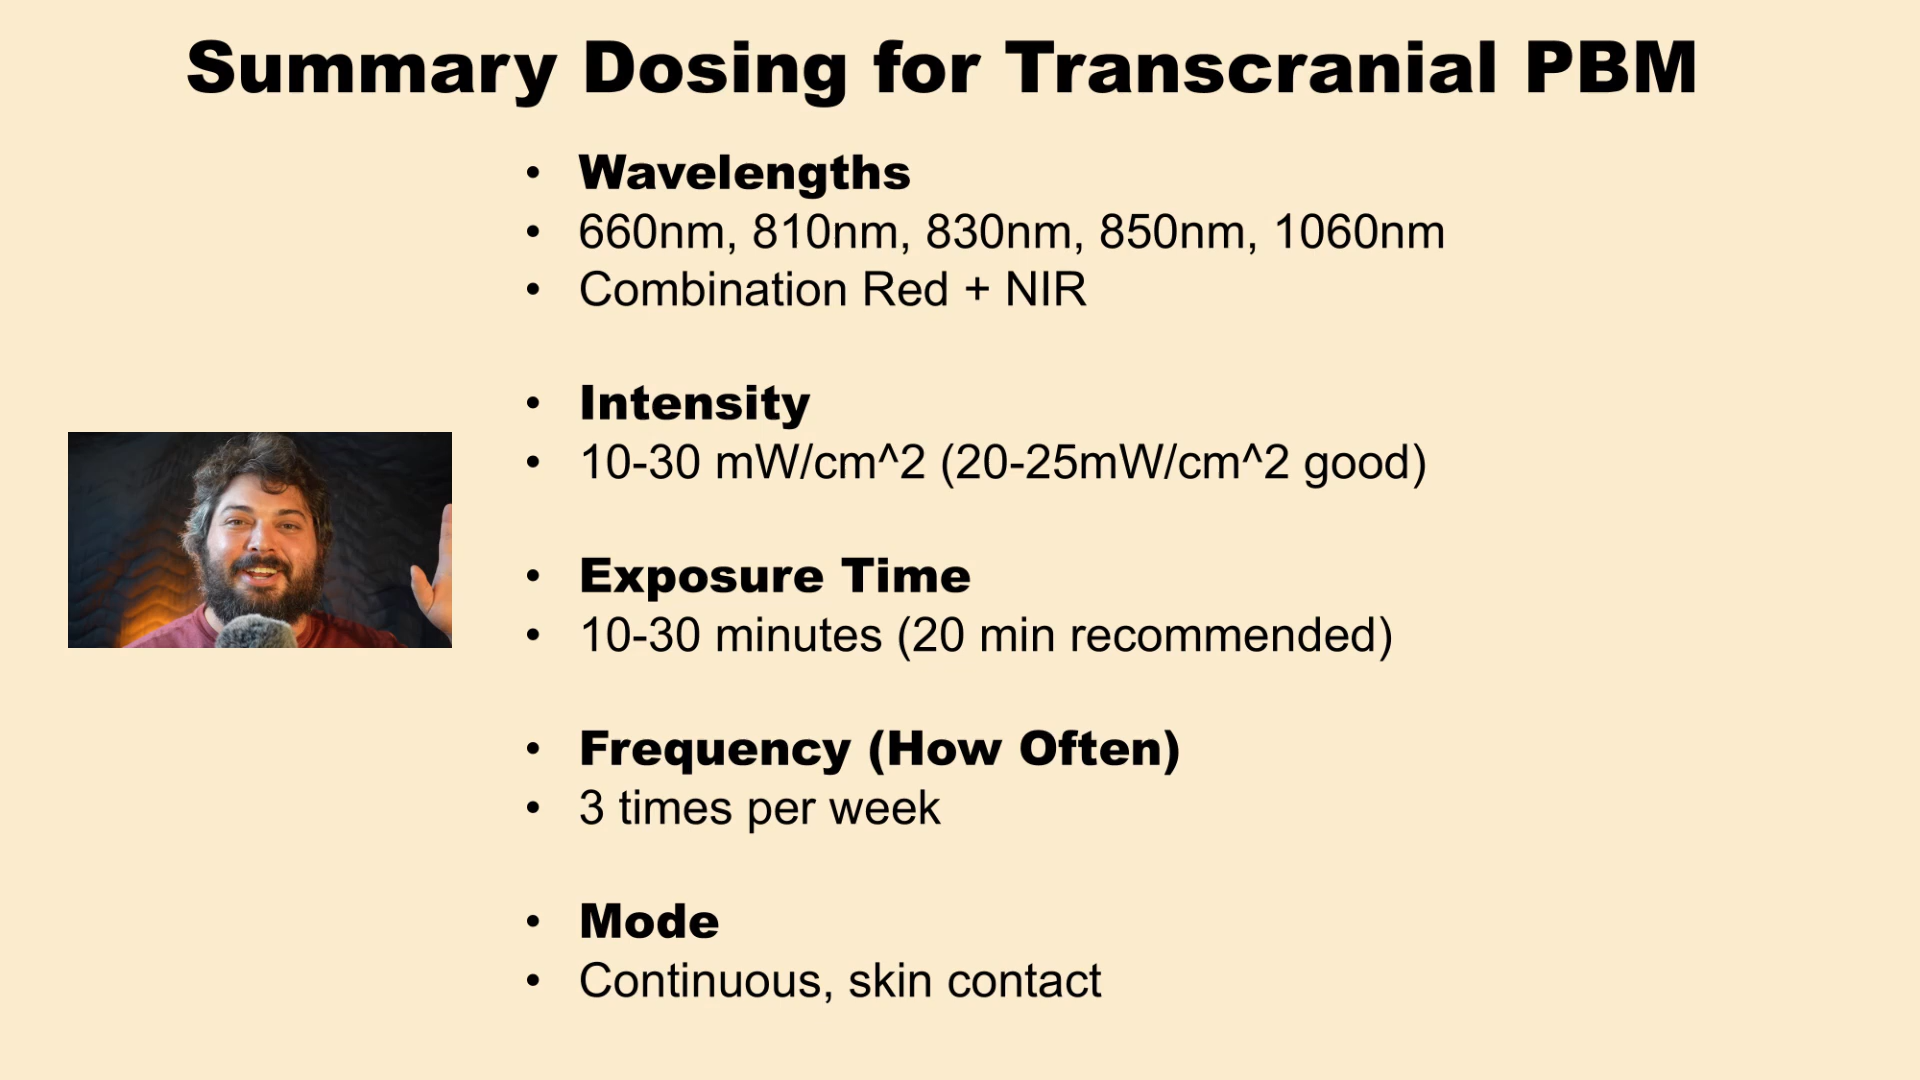 Summary Dosing for Transcranial PBM
• Wavelengths
• 660nm, 810nm, 830nm, 850nm, 1060nm
• Combination Red + NIR
• Intensity
• 10-30 mW/cm^2 (20-25mW/cm^2 good)
• Exposure Time
• 10-30 minutes (20 min recommended)
• Frequency (How Often)
• 3 times per week
• Mode
• Continuous, skin contact